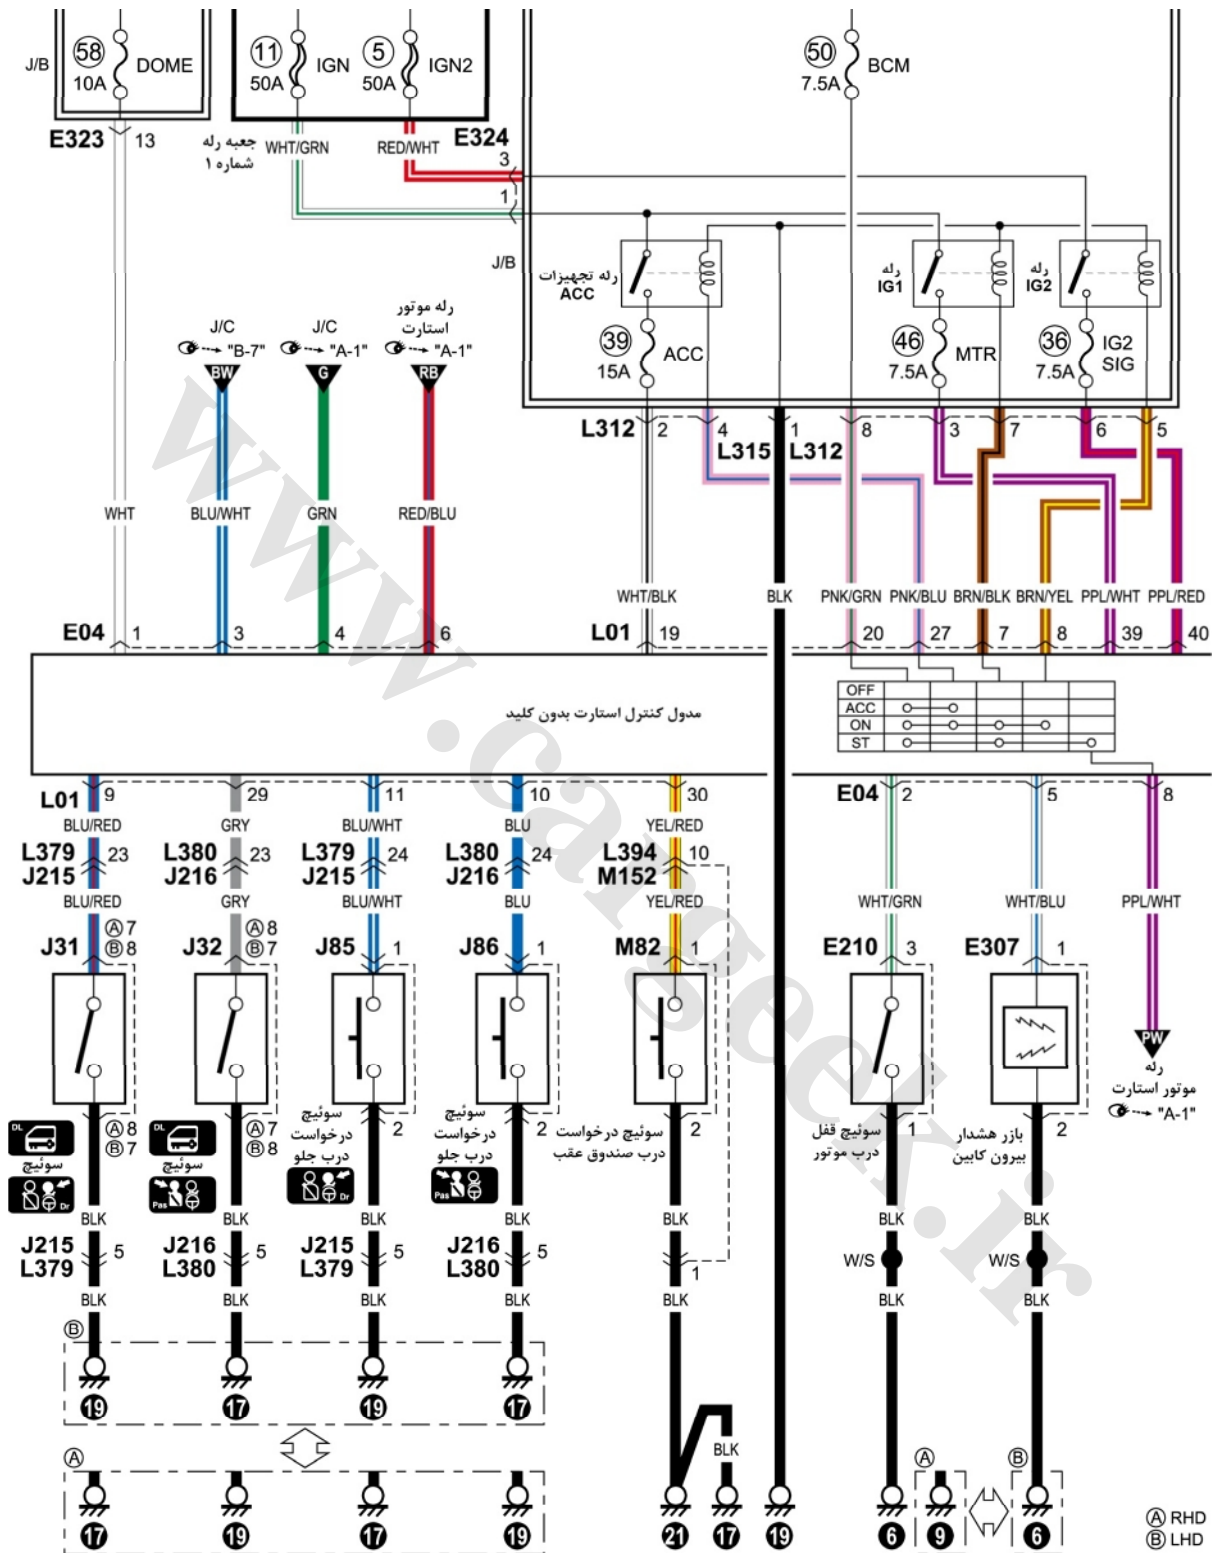 58
10A
DOME
J/B
11
50A
IGN
5
50A
IGN2
50
7.5A
BCM
E323
13
جعبه رله
شماره ۱
WHT/GRN
RED/WHT
E324
3
1
J/B
رله تجهیزات
ACC
رله
IG1
رله
IG2
39
15A
ACC
46
7.5A
MTR
36
7.5A
IG2
SIG
J/C
"B-7"
BW
J/C
"A-1"
G
رله موتور
استارت
"A-1"
RB
L312
2
4
L315
1
L312
8
3
7
6
5
WHT
BLU/WHT
GRN
RED/BLU
WHT/BLK
BLK
PNK/GRN
PNK/BLU
BRN/BLK
BRN/YEL
PPL/WHT
PPL/RED
E04
1
3
4
6
L01
19
20
27
7
8
39
40
مدول کنترل استارت بدون کلید
OFF
ACC
ON
ST
L01
9
29
11
10
30
E04
2
5
8
BLU/RED
GRY
BLU/WHT
BLU
YEL/RED
L379
J215
23
L380
J216
23
L379
J215
24
L380
J216
24
L394
M152
10
BLU/RED
GRY
BLU/WHT
BLU
YEL/RED
WHT/GRN
WHT/BLU
PPL/WHT
J31
A 7
B 8
J32
A 8
B 7
J85
1
J86
1
M82
1
E210
3
E307
1
PW
رله
موتور استارت
"A-1"
DL
سوئیچ
Dr
A 8
B 7
DL
سوئیچ
Pas
A 7
B 8
سوئیچ
درخواست
درب جلو
Dr
2
سوئیچ
درخواست
درب جلو
Pas
2
سوئیچ درخواست
درب صندوق عقب
2
سوئیچ قفل
درب موتور
1
بازر هشدار
بیرون کابین
2
BLK
BLK
BLK
BLK
BLK
BLK
BLK
J215
L379
5
J216
L380
5
J215
L379
5
J216
L380
5
1
W/S
W/S
BLK
BLK
BLK
BLK
BLK
BLK
B
19
17
19
17
A
17
19
17
19
BLK
21
17
19
6
A
9
B
6
A RHD
B LHD
www.cargeek.ir